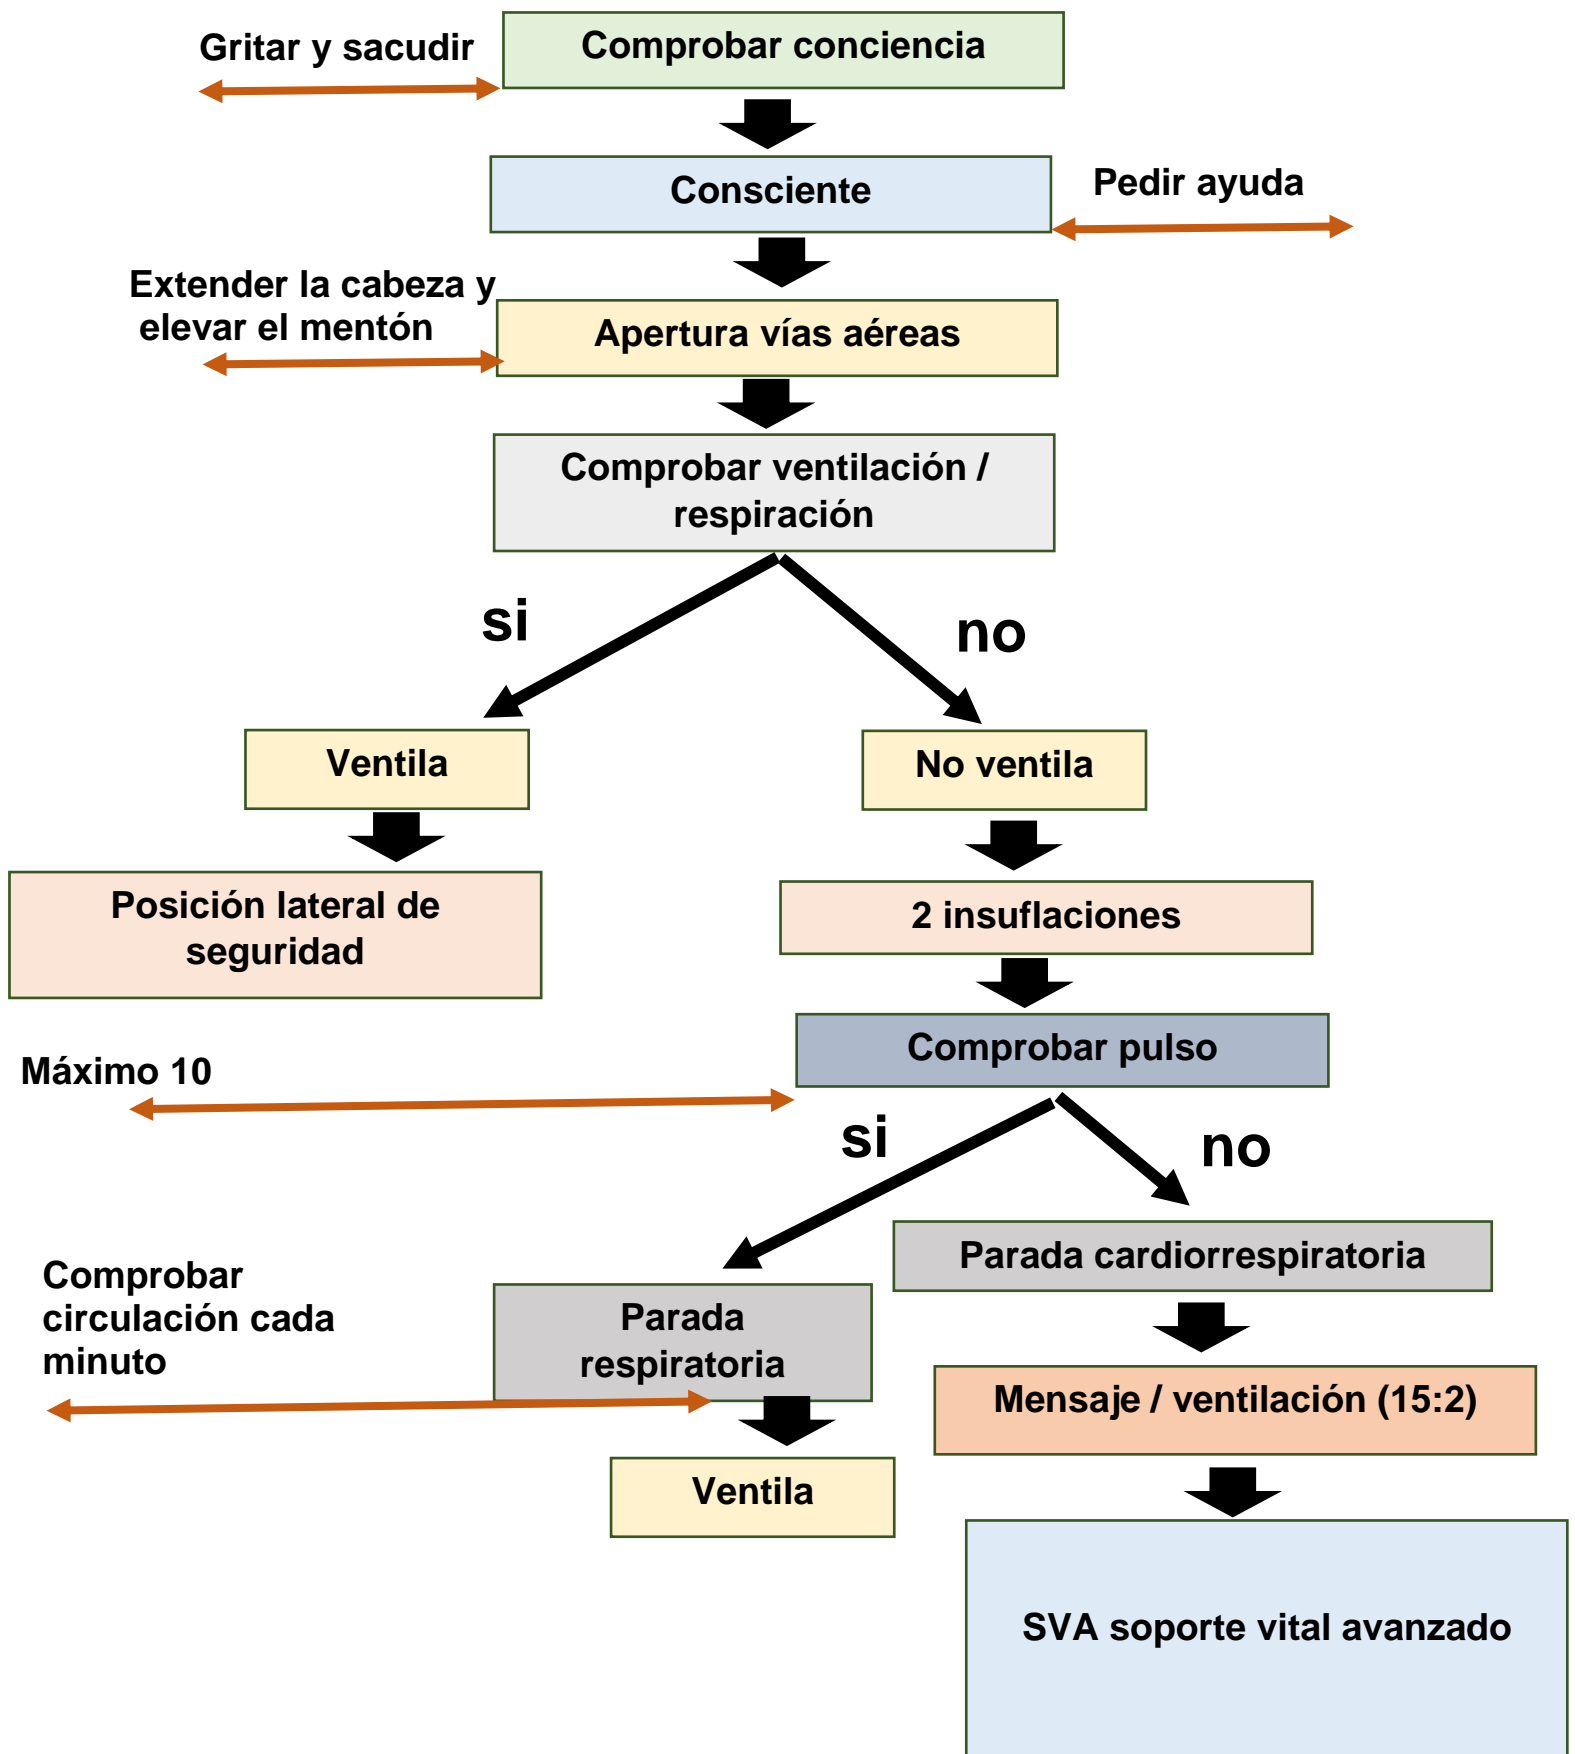 Gritar y sacudir
Comprobar conciencia
Consciente
Pedir ayuda
Extender la cabeza y
elevar el mentón
Apertura vías aéreas
Comprobar ventilación /
respiración
si
no
Ventila
No ventila
Posición lateral de
seguridad
2 insuflaciones
Comprobar pulso
Máximo 10
si
no
Parada cardiorrespiratoria
Comprobar
circulación cada
minuto
Parada
respiratoria
Mensaje / ventilación (15:2)
Ventila
SVA soporte vital avanzado